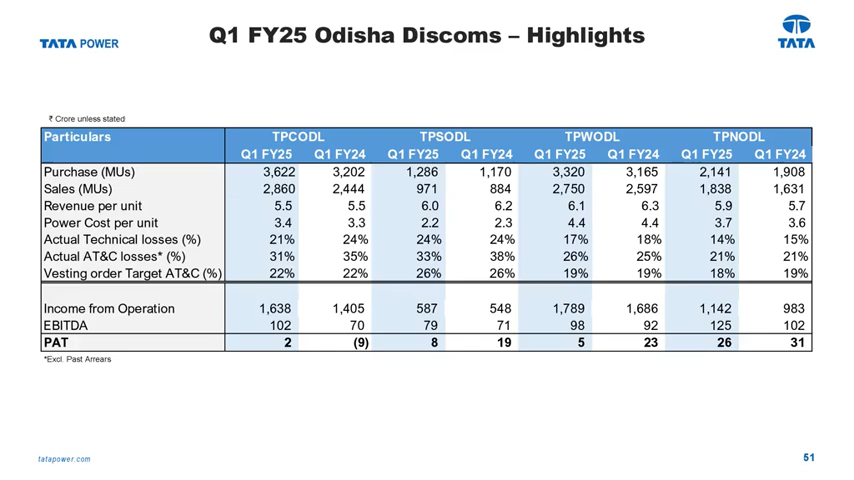 Q1 FY25 Odisha Discoms – Highlights
TATA POWER
TATA
₹ Crore unless stated
Particulars TPCODL TPSODL TPWODL TPNODL
Q1 FY25 Q1 FY24 Q1 FY25 Q1 FY24 Q1 FY25 Q1 FY24 Q1 FY25 Q1 FY24
Purchase (MUs) 3,622 3,202 1,286 1,170 3,320 3,165 2,141 1,908
Sales (MUs) 2,860 2,444 971 884 2,750 2,597 1,838 1,631
Revenue per unit 5.5 5.5 6.0 6.2 6.1 6.3 5.9 5.7
Power Cost per unit 3.4 3.3 2.2 2.3 4.4 4.4 3.7 3.6
Actual Technical losses (%) 21% 24% 24% 24% 17% 18% 14% 15%
Actual AT&C losses* (%) 31% 35% 33% 38% 26% 25% 21% 21%
Vesting order Target AT&C (%) 22% 22% 26% 26% 19% 19% 18% 19%
Income from Operation 1,638 1,405 587 548 1,789 1,686 1,142 983
EBITDA 102 70 79 71 98 92 125 102
PAT 2 (9) 8 19 5 23 26 31
*Excl. Past Arrears
tatapower.com
51